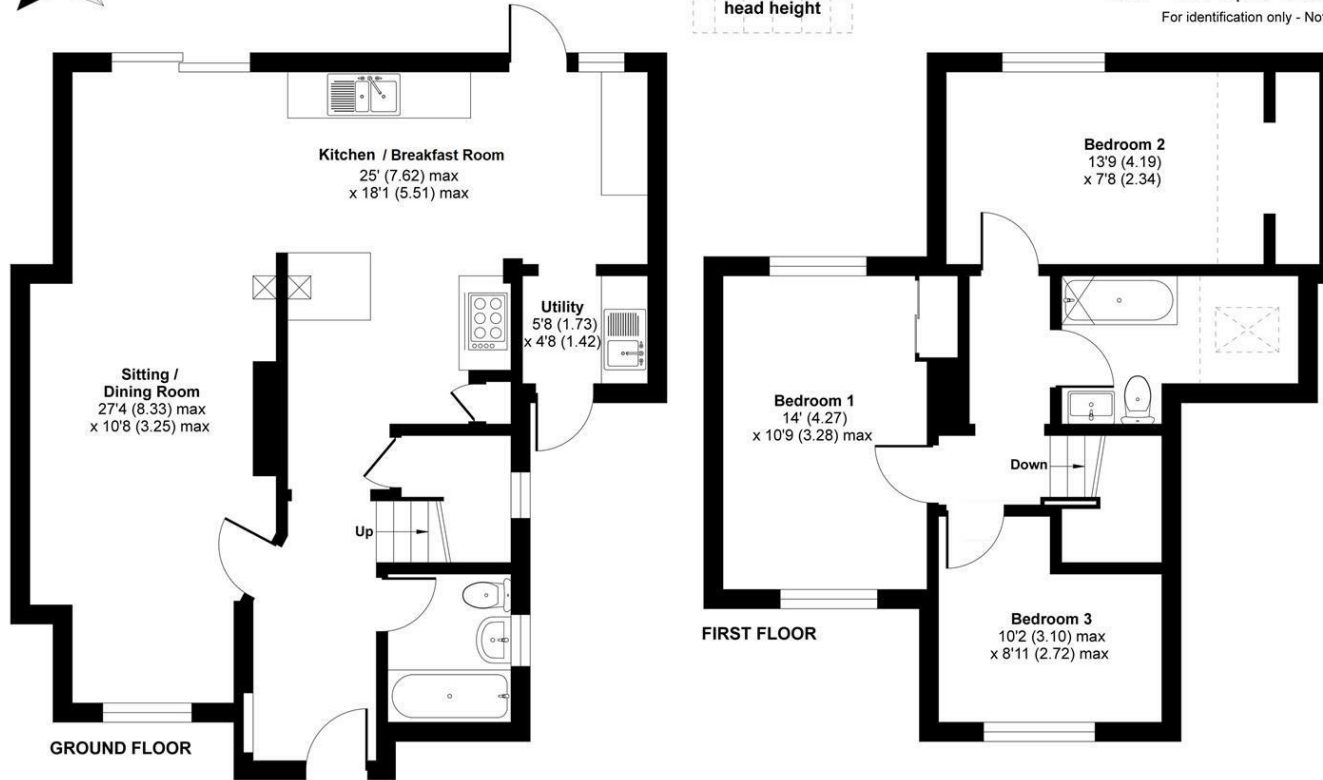 head height
For identification only - Not
Kitchen / Breakfast Room
25' (7.62) max
x 18'1 (5.51) max
Utility
5'8 (1.73)
x 4'8 (1.42)
Sitting /
Dining Room
27'4 (8.33) max
x 10'8 (3.25) max
Up
GROUND FLOOR
Bedroom 2
13'9 (4.19)
x 7'8 (2.34)
Bedroom 1
14' (4.27)
x 10'9 (3.28) max
Down
Bedroom 3
10'2 (3.10) max
x 8'11 (2.72) max
FIRST FLOOR